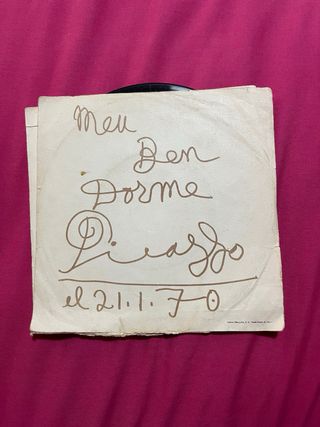 Meu
Ben
Dorme
Picasso
el 21.1.70